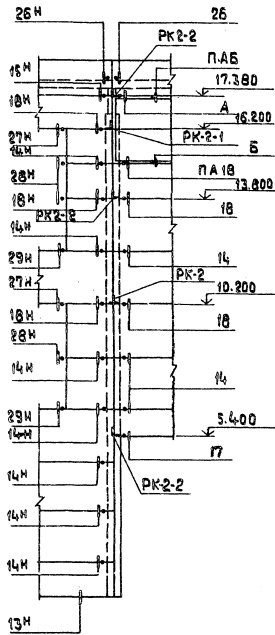 26Н
26
РК2-2
П.АБ
15Н
17.380
18Н
А
16.200
27Н
РК-2-1
14Н
Б
28Н
ПА18
13.800
18Н
РК2-2
18
14Н
29Н
14
27Н
РК-2
10.200
18Н
18
28Н
14Н
14
29Н
14Н
5.400
17
14Н
РК-2-2
14Н
14Н
13Н